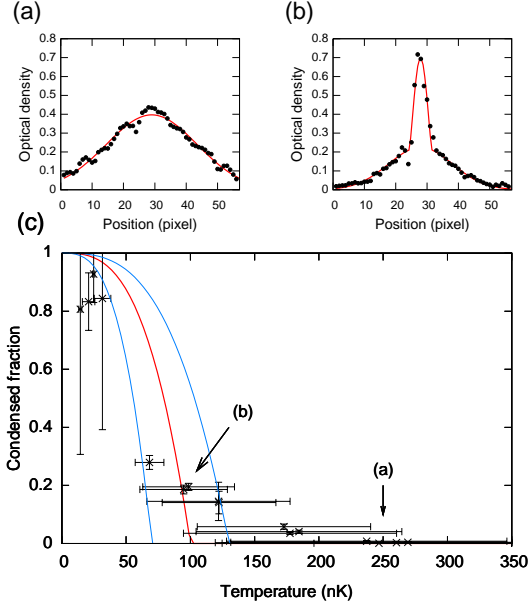 (a)
(b)
0.8
0.7
0.6
0.5
0.4
0.3
0.2
0.1
0
Optical density
0 10 20 30 40 50
Position (pixel)
0.8
0.7
0.6
0.5
0.4
0.3
0.2
0.1
0
Optical density
0 10 20 30 40 50
Position (pixel)
(c)
1
0.8
0.6
0.4
0.2
0
Condensed fraction
(b)
(a)
0 50 100 150 200 250 300 350
Temperature (nK)